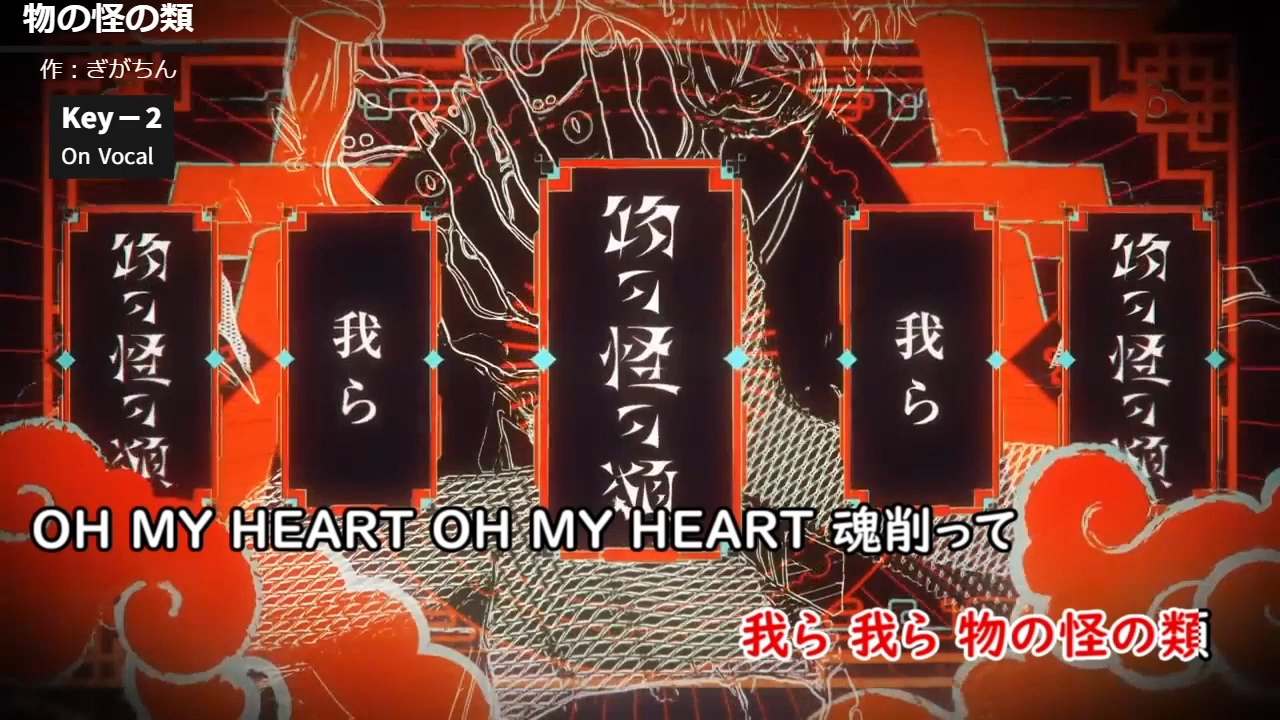 物の怪の類
作：ぎがちん
Key－2
On Vocal
物の怪の類
我ら
物の怪の類
我ら
物の怪の類
OH MY HEART OH MY HEART 魂削って
我ら 我ら 物の怪の類